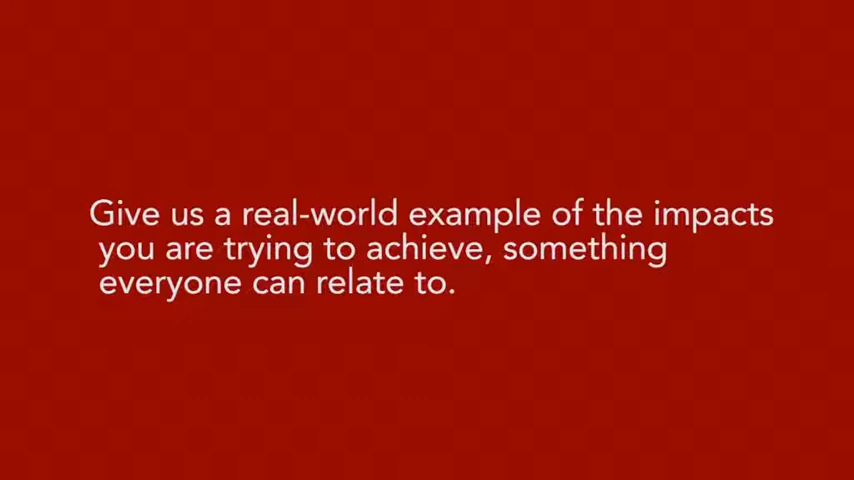 Give us a real-world example of the impacts
you are trying to achieve, something
everyone can relate to.